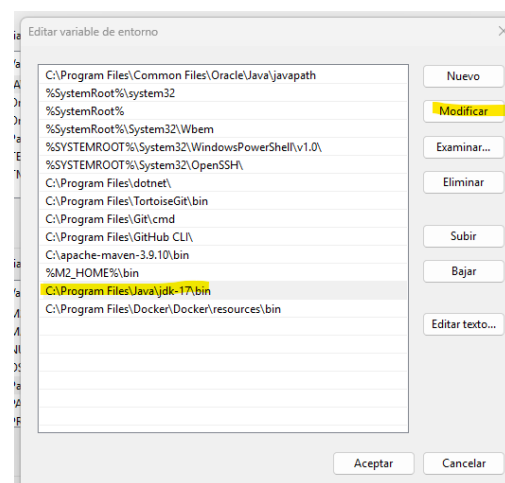 Editar variable de entorno
C:\Program Files\Common Files\Oracle\Java\javapath
%SystemRoot%\system32
%SystemRoot%
%SystemRoot%\System32\Wbem
%SYSTEMROOT%\System32\WindowsPowerShell\v1.0\
%SYSTEMROOT%\System32\OpenSSH\
C:\Program Files\dotnet\
C:\Program Files\TortoiseGit\bin
C:\Program Files\Git\cmd
C:\Program Files\GitHub CLI\
C:\apache-maven-3.9.10\bin
%M2_HOME%\bin
C:\Program Files\Java\jdk-17\bin
C:\Program Files\Docker\Docker\resources\bin
Nuevo
Modificar
Examinar...
Eliminar
Subir
Bajar
Editar texto...
Aceptar
Cancelar